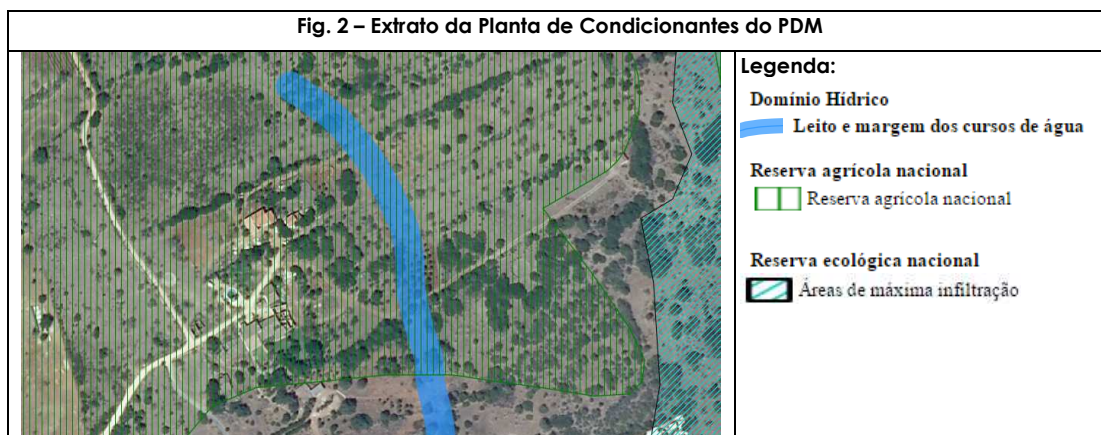 Fig. 2 – Extrato da Planta de Condicionantes do PDM
Legenda:
Domínio Hídrico
Leito e margem dos cursos de água
Reserva agrícola nacional
Reserva agrícola nacional
Reserva ecológica nacional
Áreas de máxima infiltração